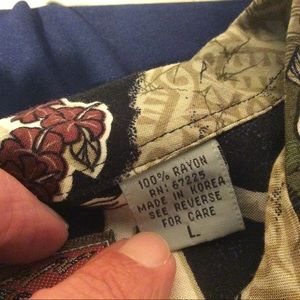 100% RAYON
RN: 67225
MADE IN KOREA
SEE REVERSE
FOR CARE
L